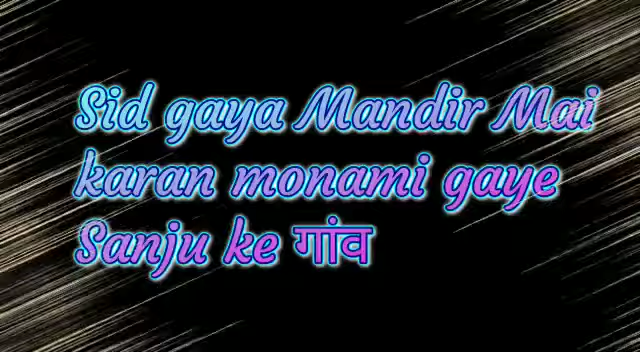 Sid gaya Mandir Mai
karan monami gaye
Sanju ke गांव